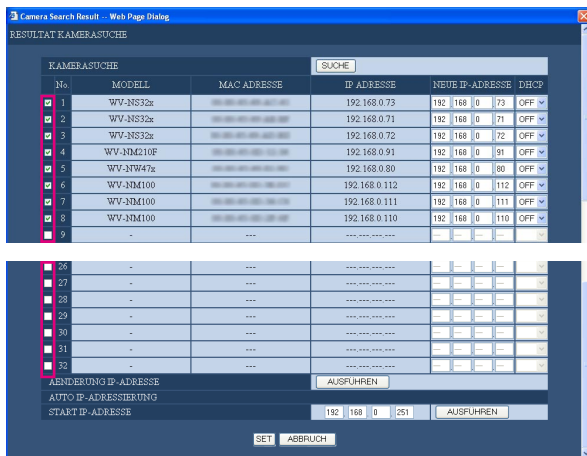 Camera Search Result -- Web Page Dialog
RESULTAT KAMERASUCHE
KAMERASUCHE SUCHE
No. MODELL MAC ADRESSE IP ADRESSE NEUE IP-ADRESSE DHCP
1 WV-NS32x 192.168.0.73 192 . 168 . 0 . 73 OFF
2 WV-NS32x 192.168.0.71 192 . 168 . 0 . 71 OFF
3 WV-NS32x 192.168.0.72 192 . 168 . 0 . 72 OFF
4 WV-NM210F 192.168.0.91 192 . 168 . 0 . 91 OFF
5 WV-NW47x 192.168.0.80 192 . 168 . 0 . 80 OFF
6 WV-NM100 192.168.0.112 192 . 168 . 0 . 112 OFF
7 WV-NM100 192.168.0.111 192 . 168 . 0 . 111 OFF
8 WV-NM100 192.168.0.110 192 . 168 . 0 . 110 OFF
9 - --- ---.---.---.--- --- . --- . --- . ---
26 - --- ---.---.---.--- --- . --- . --- . ---
27 - --- ---.---.---.--- --- . --- . --- . ---
28 - --- ---.---.---.--- --- . --- . --- . ---
29 - --- ---.---.---.--- --- . --- . --- . ---
30 - --- ---.---.---.--- --- . --- . --- . ---
31 - --- ---.---.---.--- --- . --- . --- . ---
32 - --- ---.---.---.--- --- . --- . --- . ---
AENDERUNG IP-ADRESSE AUSFÜHREN
AUTO IP-ADRESSIERUNG
START IP-ADRESSE 192 . 168 . 0 . 251 AUSFÜHREN
SET ABBRUCH